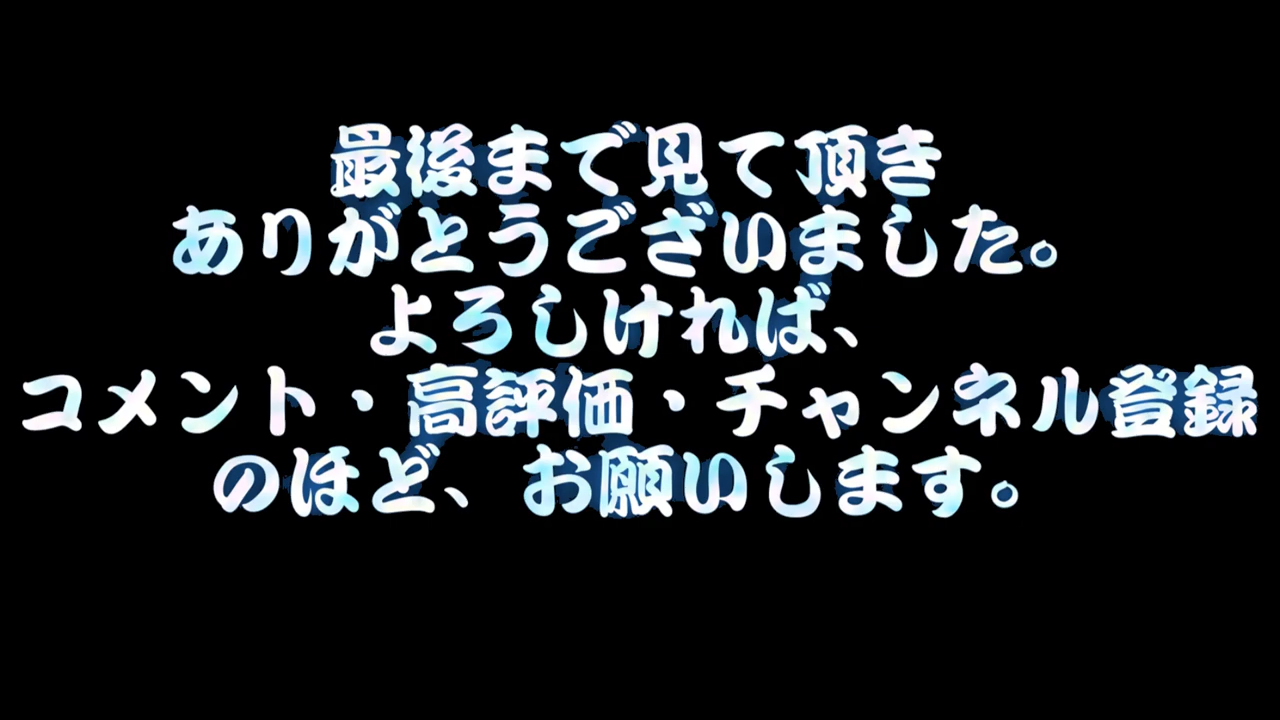 最後まで見て頂き
ありがとうございました。
よろしければ、
コメント・高評価・チャンネル登録
のほど、お願いします。